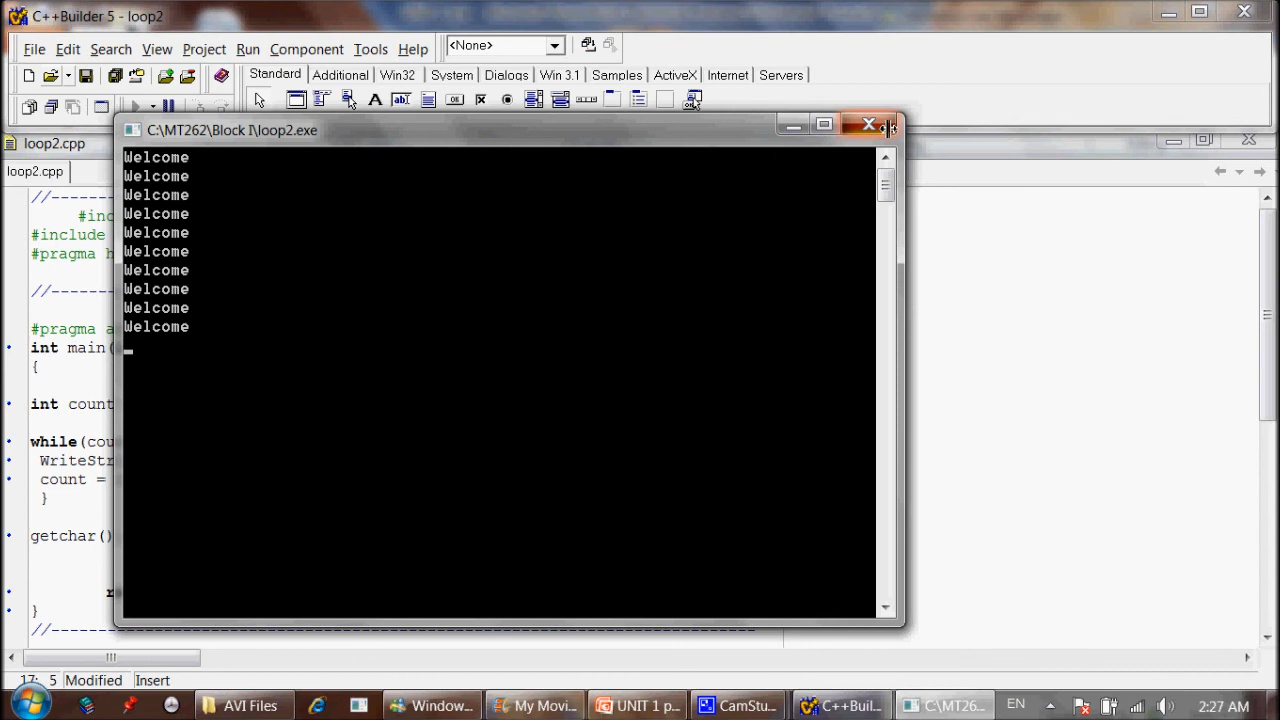 C++Builder 5 - loop2
File Edit Search View Project Run Component Tools Help
<None>
Standard Additional Win32 System Dialogs Win 3.1 Samples ActiveX Internet Servers
C:\MT262\Block I\loop2.exe
loop2.cpp
loop2.cpp
Welcome
Welcome
Welcome
Welcome
Welcome
Welcome
Welcome
Welcome
Welcome
Welcome
#inc
#include
#pragma h
#pragma a
int main(
{
int count
while(cou
WriteStr
count =
}
getchar()
}
17: 5 Modified Insert
AVI Files Window... My Movi... UNIT 1 p... CamStu... C++Buil... C:\MT26... EN 2:27 AM